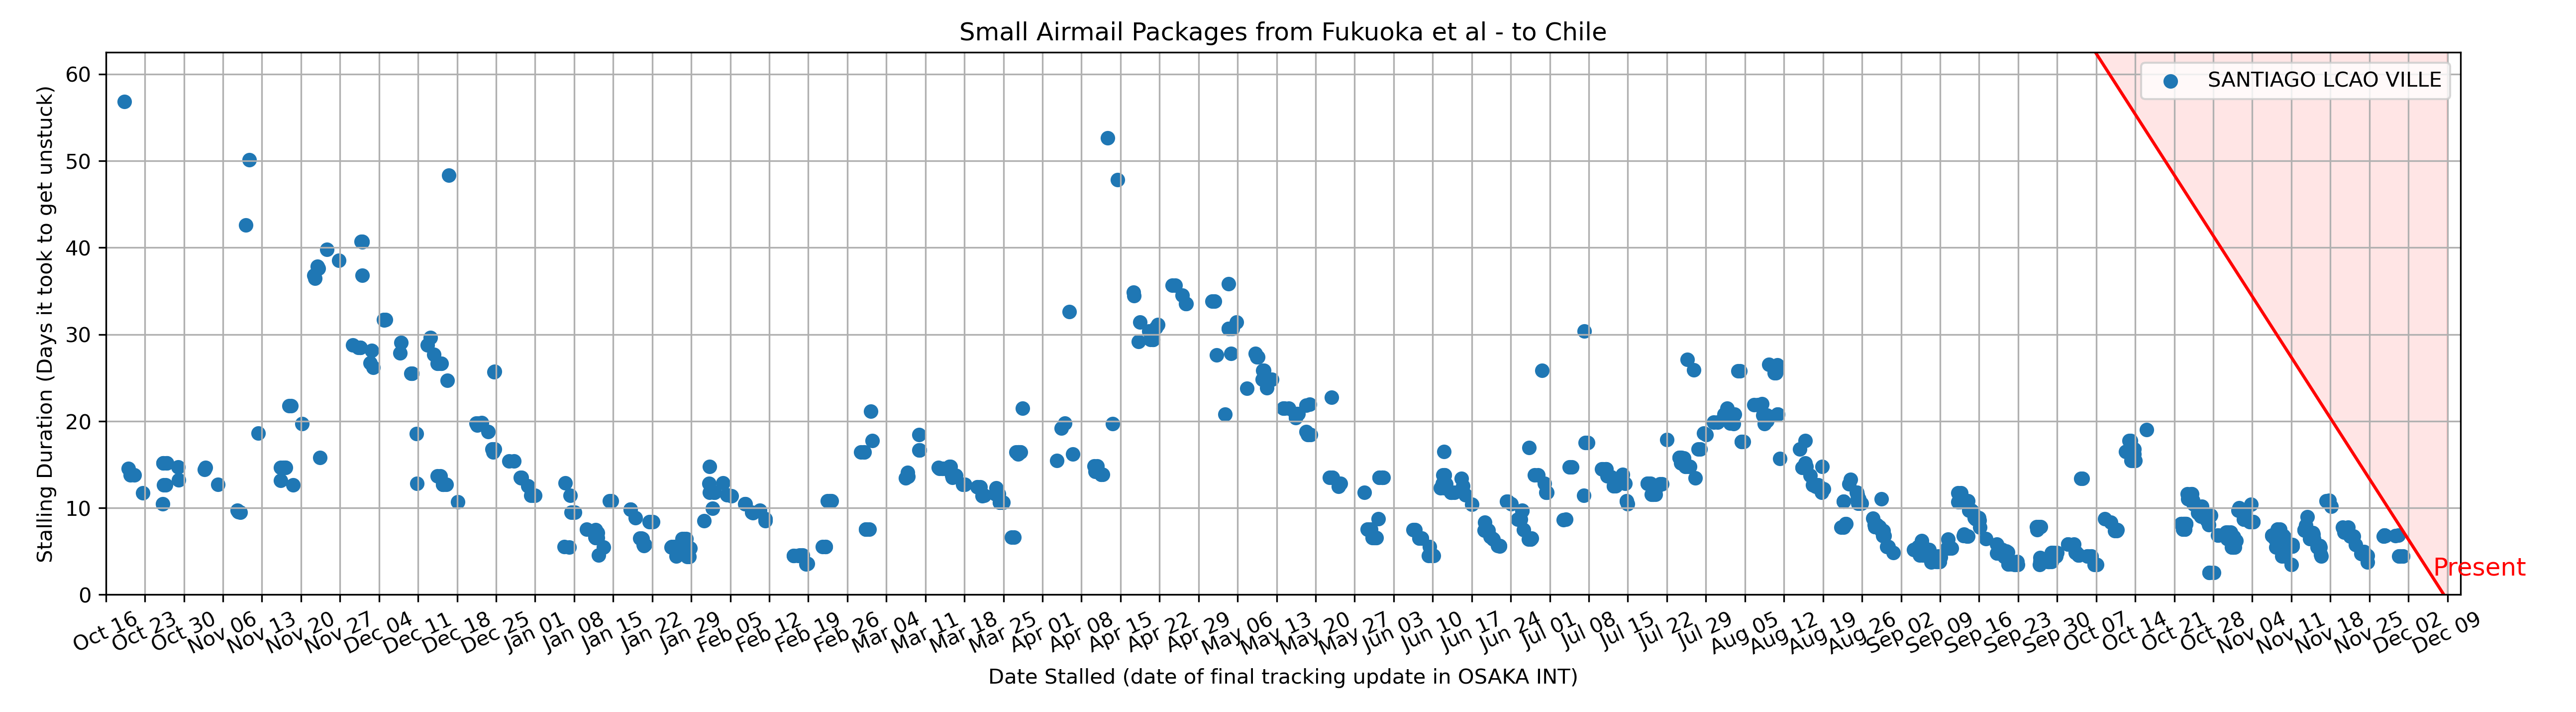 Small Airmail Packages from Fukuoka et al - to Chile
SANTIAGO LCAO VILLE
Stalling Duration (Days it took to get unstuck)
60
50
40
30
20
10
0
Present
Oct 16 Oct 23 Oct 30 Nov 06 Nov 13 Nov 20 Nov 27 Dec 04 Dec 11 Dec 18 Dec 25 Jan 01 Jan 08 Jan 15 Jan 22 Jan 29 Feb 05 Feb 12 Feb 19 Feb 26 Mar 04 Mar 11 Mar 18 Mar 25 Apr 01 Apr 08 Apr 15 Apr 22 Apr 29 May 06 May 13 May 20 May 27 Jun 03 Jun 10 Jun 17 Jun 24 Jul 01 Jul 08 Jul 15 Jul 22 Jul 29 Aug 05 Aug 12 Aug 19 Aug 26 Sep 02 Sep 09 Sep 16 Sep 23 Sep 30 Oct 07 Oct 14 Oct 21 Oct 28 Nov 04 Nov 11 Nov 18 Nov 25 Dec 02 Dec 09
Date Stalled (date of final tracking update in OSAKA INT)